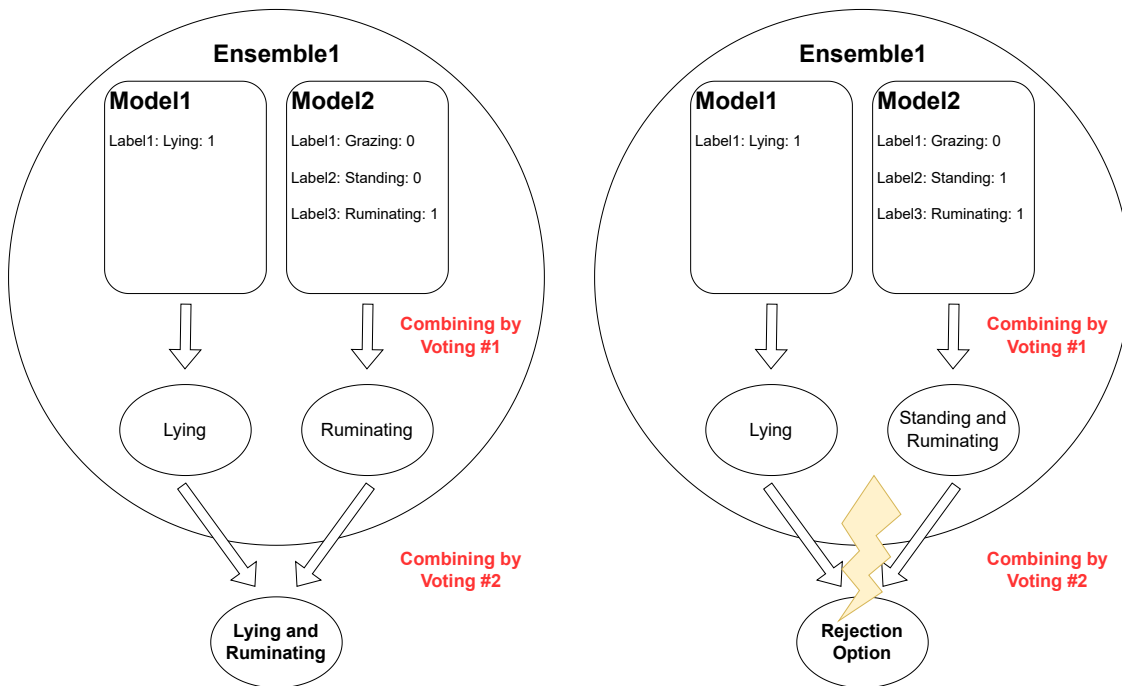 Ensemble1
Model1
Label1: Lying: 1
Model2
Label1: Grazing: 0
Label2: Standing: 0
Label3: Ruminating: 1
Combining by
Voting #1
Lying
Ruminating
Combining by
Voting #2
Lying and
Ruminating
Ensemble1
Model1
Label1: Lying: 1
Model2
Label1: Grazing: 0
Label2: Standing: 1
Label3: Ruminating: 1
Combining by
Voting #1
Lying
Standing and
Ruminating
Combining by
Voting #2
Rejection
Option